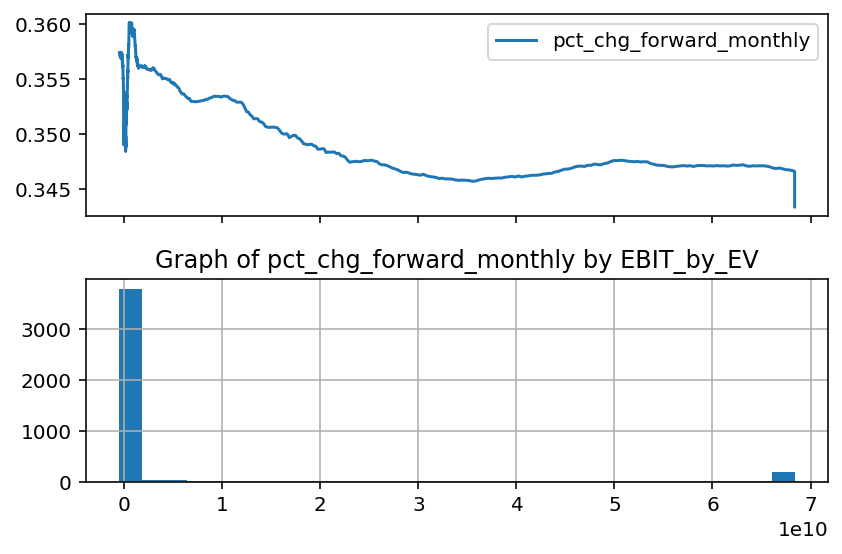 0.360
0.355
0.350
0.345
pct_chg_forward_monthly
Graph of pct_chg_forward_monthly by EBIT_by_EV
3000
2000
1000
0
0 1 2 3 4 5 6 7
1e10